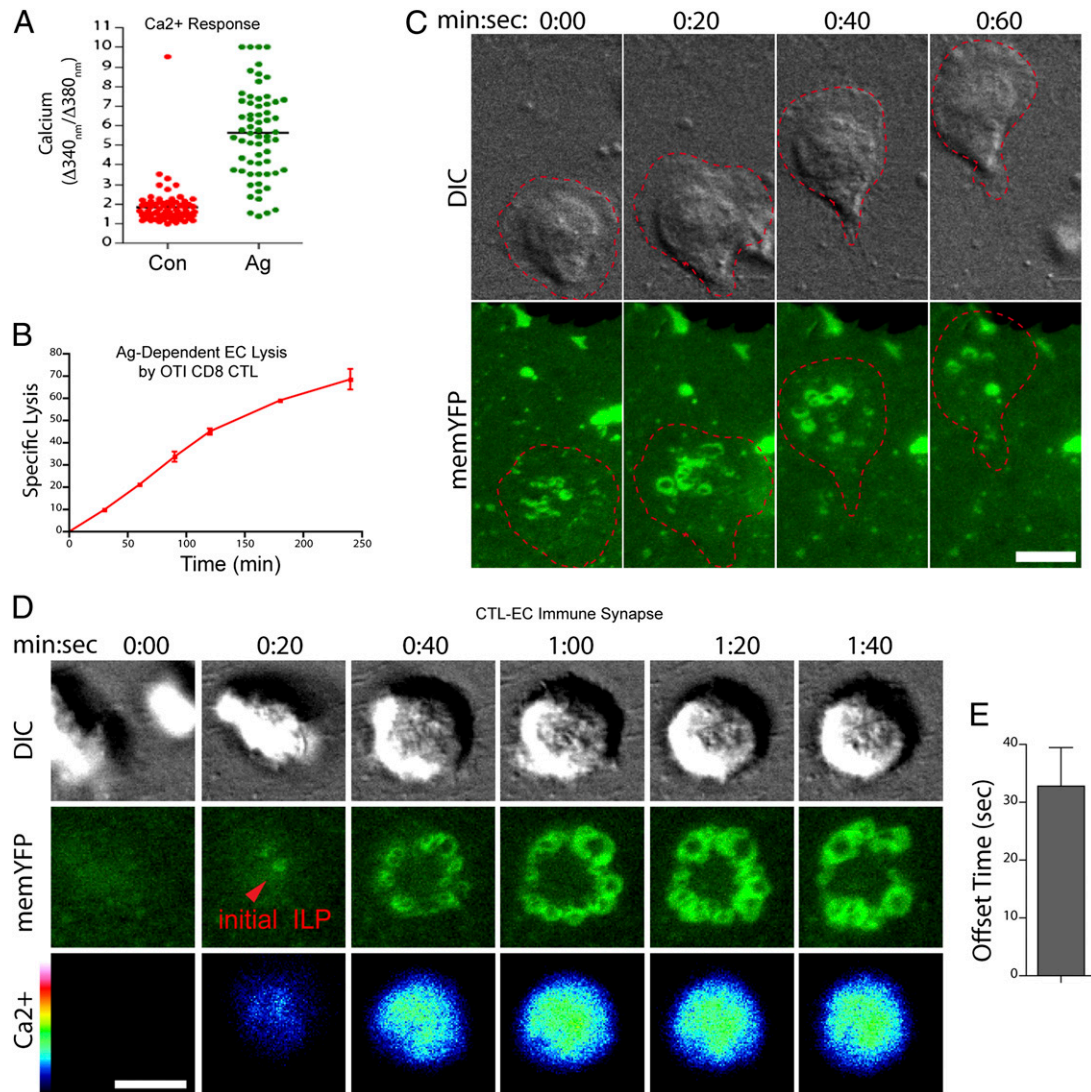 A
Ca2+ Response
Calcium
(Δ340nm/Δ380nm)
11
10
9
8
7
6
5
4
3
2
1
0
Con Ag
B
Ag-Dependent EC Lysis
by OTI CD8 CTL
Specific Lysis
80
70
60
50
40
30
20
10
0
0 50 100 150 200 250
Time (min)
C
min:sec: 0:00 0:20 0:40 0:60
DIC
memYFP
D
CTL-EC Immune Synapse
min:sec 0:00 0:20 0:40 1:00 1:20 1:40
DIC
memYFP
initial ILP
Ca2+
E
Offset Time (sec)
40
30
20
10
0